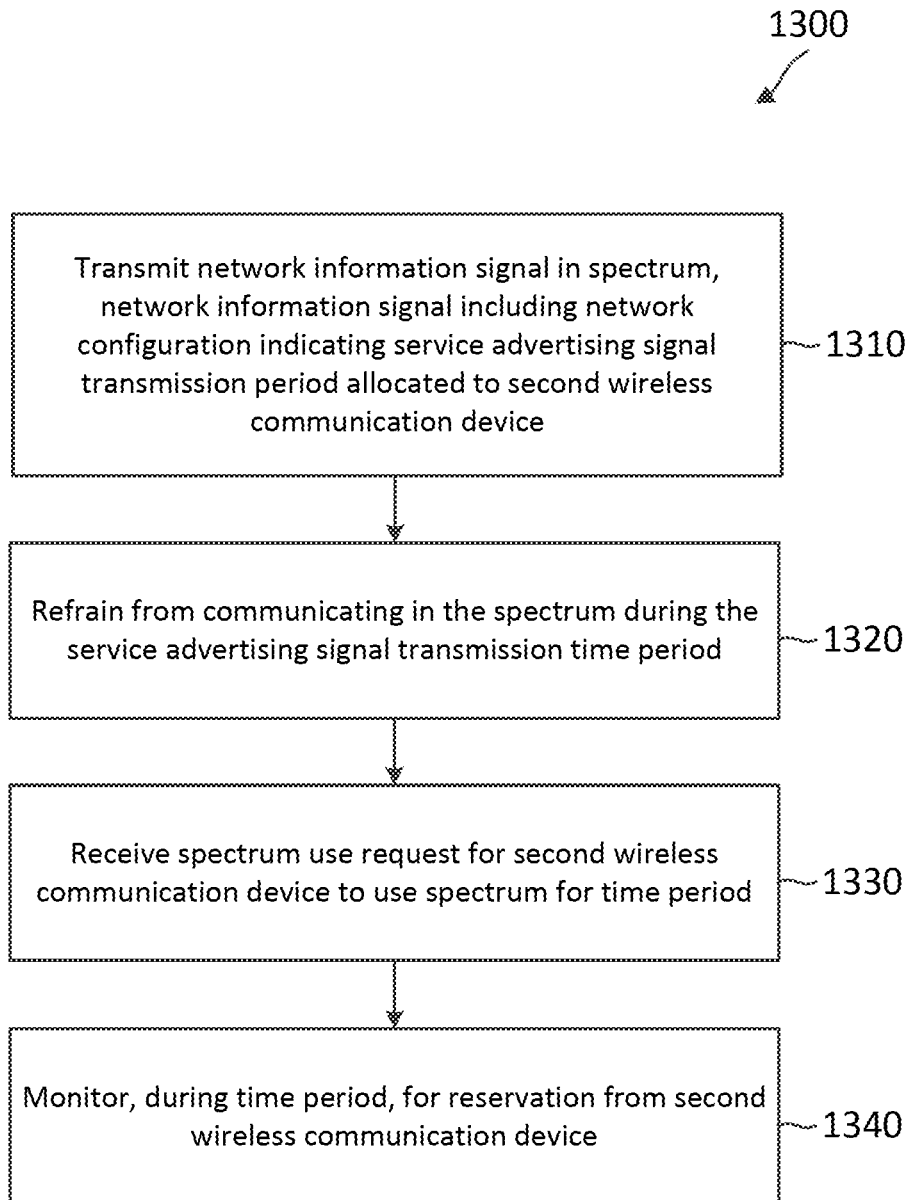 1300
Transmit network information signal in spectrum,
network information signal including network
configuration indicating service advertising signal
transmission period allocated to second wireless
communication device
1310
Refrain from communicating in the spectrum during the
service advertising signal transmission time period
1320
Receive spectrum use request for second wireless
communication device to use spectrum for time period
1330
Monitor, during time period, for reservation from second
wireless communication device
1340